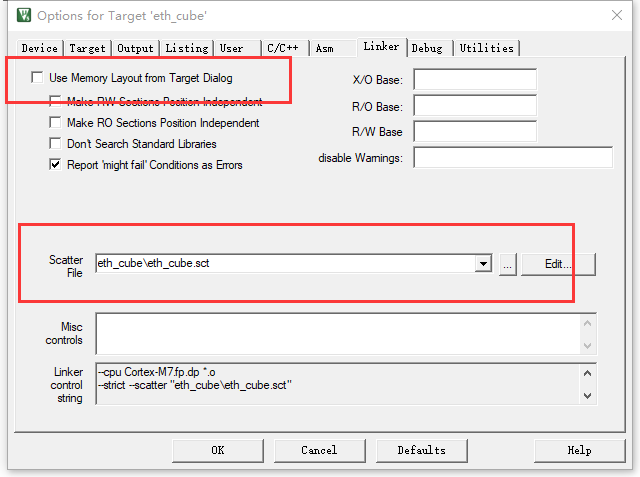 Options for Target 'eth_cube'
Device Target Output Listing User C/C++ Asm Linker Debug Utilities
Use Memory Layout from Target Dialog
Make RW Sections Position Independent
Make RO Sections Position Independent
Don't Search Standard Libraries
Report 'might fail' Conditions as Errors
X/O Base:
R/O Base:
R/W Base
disable Warnings:
Scatter
File
eth_cube\eth_cube.sct
...
Edit...
Misc
controls
Linker
control
string
--cpu Cortex-M7.fp.dp *.o
--strict --scatter "eth_cube\eth_cube.sct"
OK Cancel Defaults Help